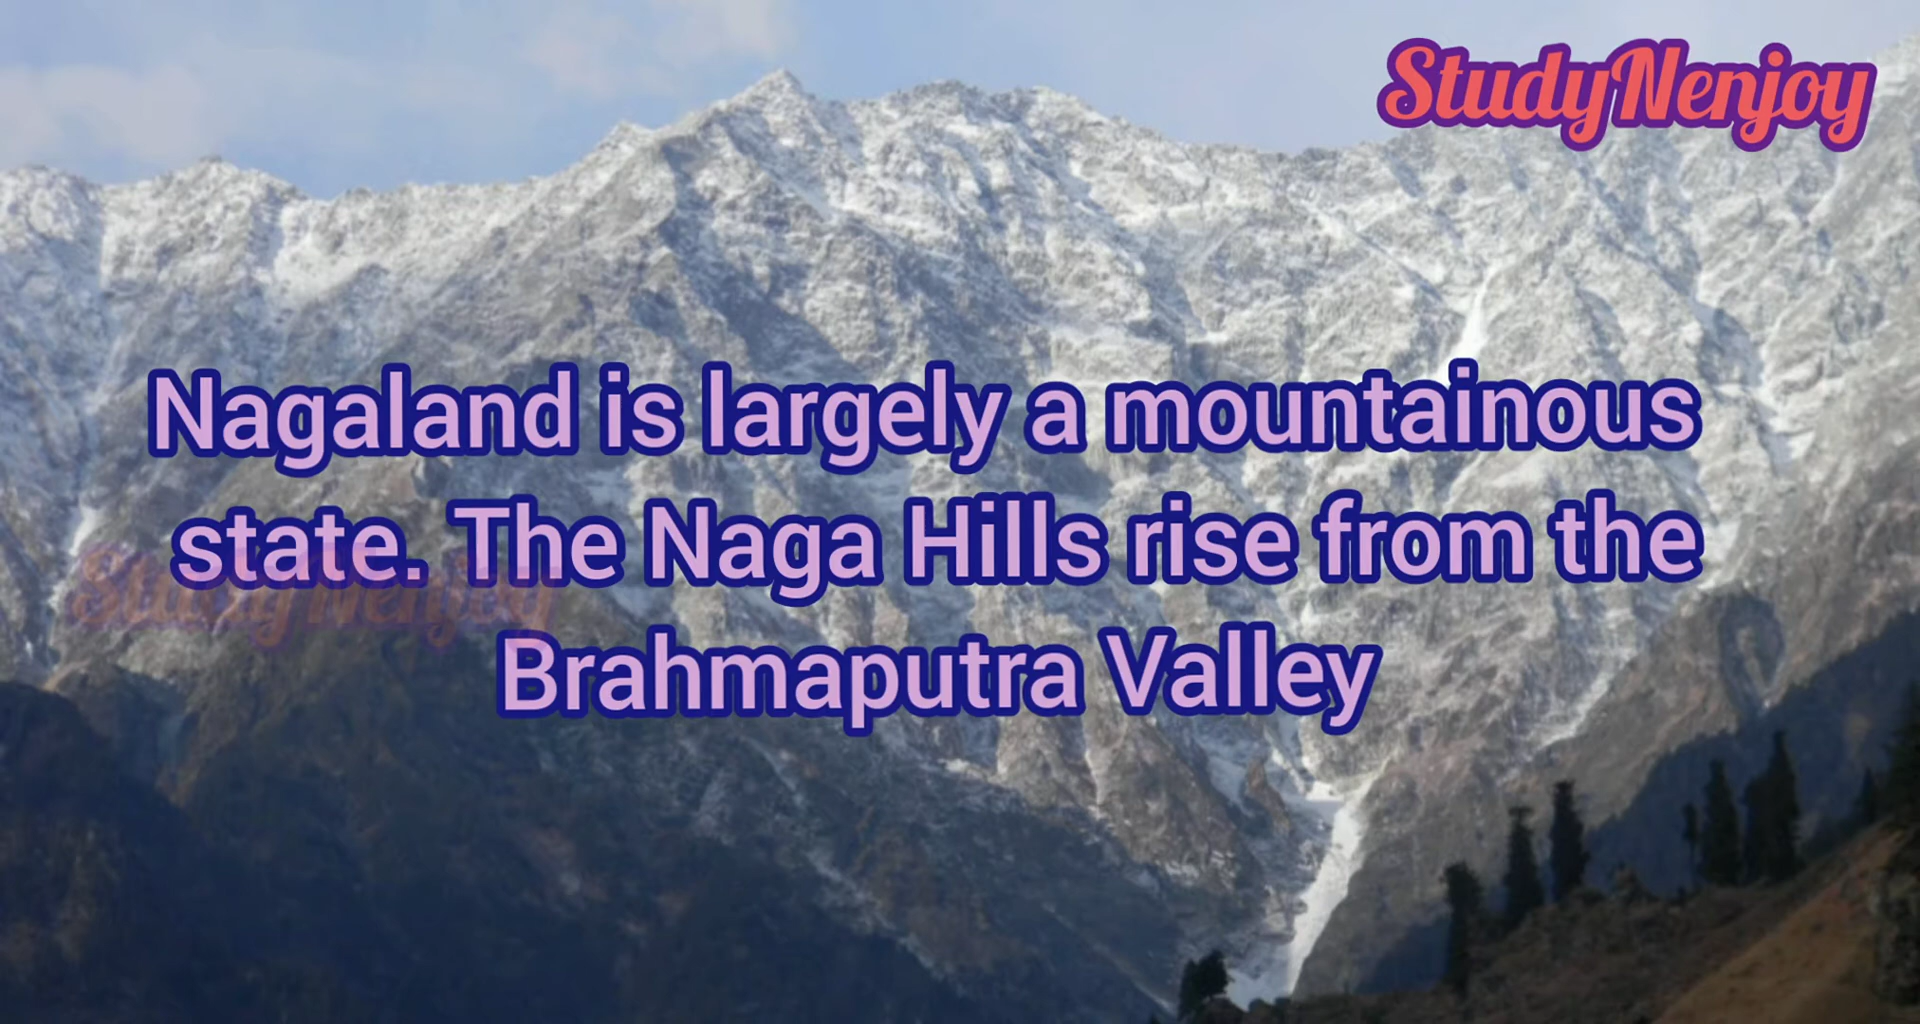 StudyNenjoy
Nagaland is largely a mountainous
state. The Naga Hills rise from the
StudyNenjoy
Brahmaputra Valley